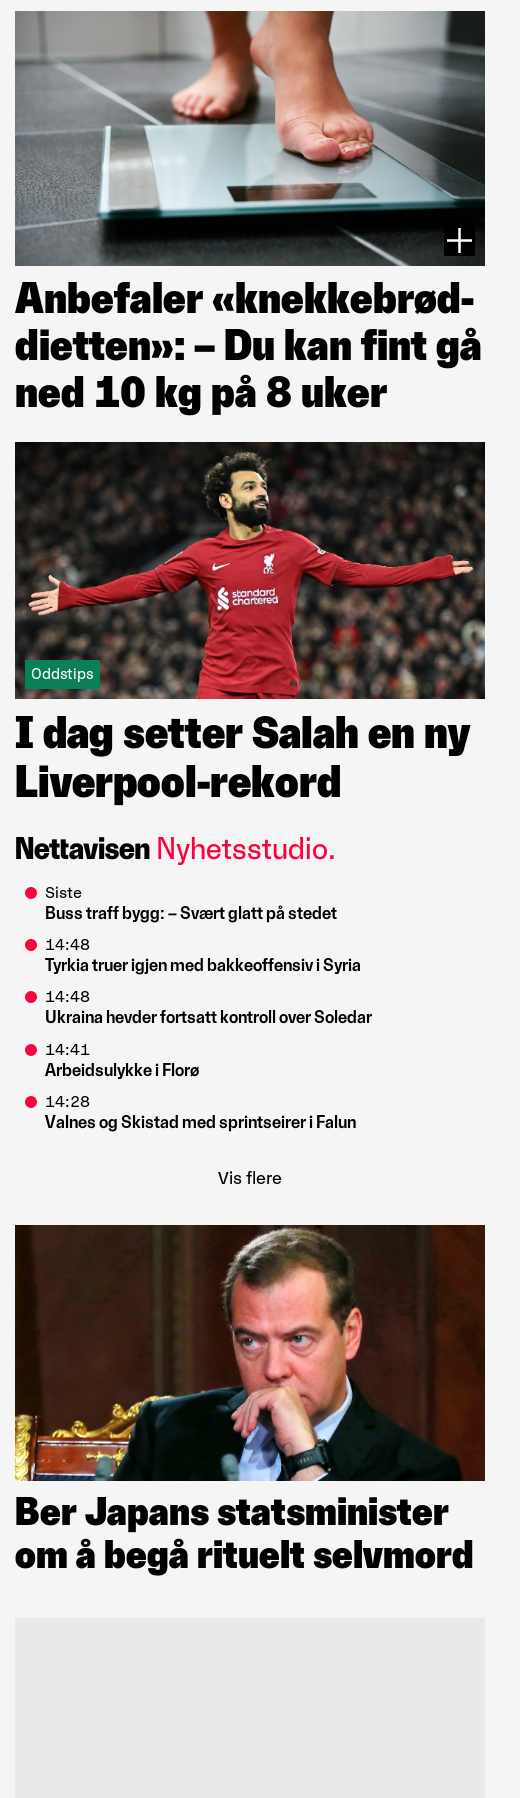 Anbefaler «knekkebrød-
dietten»: – Du kan fint gå
ned 10 kg på 8 uker
standard
chartered
Oddstips
I dag setter Salah en ny
Liverpool-rekord
Nettavisen Nyhetsstudio.
Siste
Buss traff bygg: – Svært glatt på stedet
14:48
Tyrkia truer igjen med bakkeoffensiv i Syria
14:48
Ukraina hevder fortsatt kontroll over Soledar
14:41
Arbeidsulykke i Florø
14:28
Valnes og Skistad med sprintseirer i Falun
Vis flere
Ber Japans statsminister
om å begå rituelt selvmord